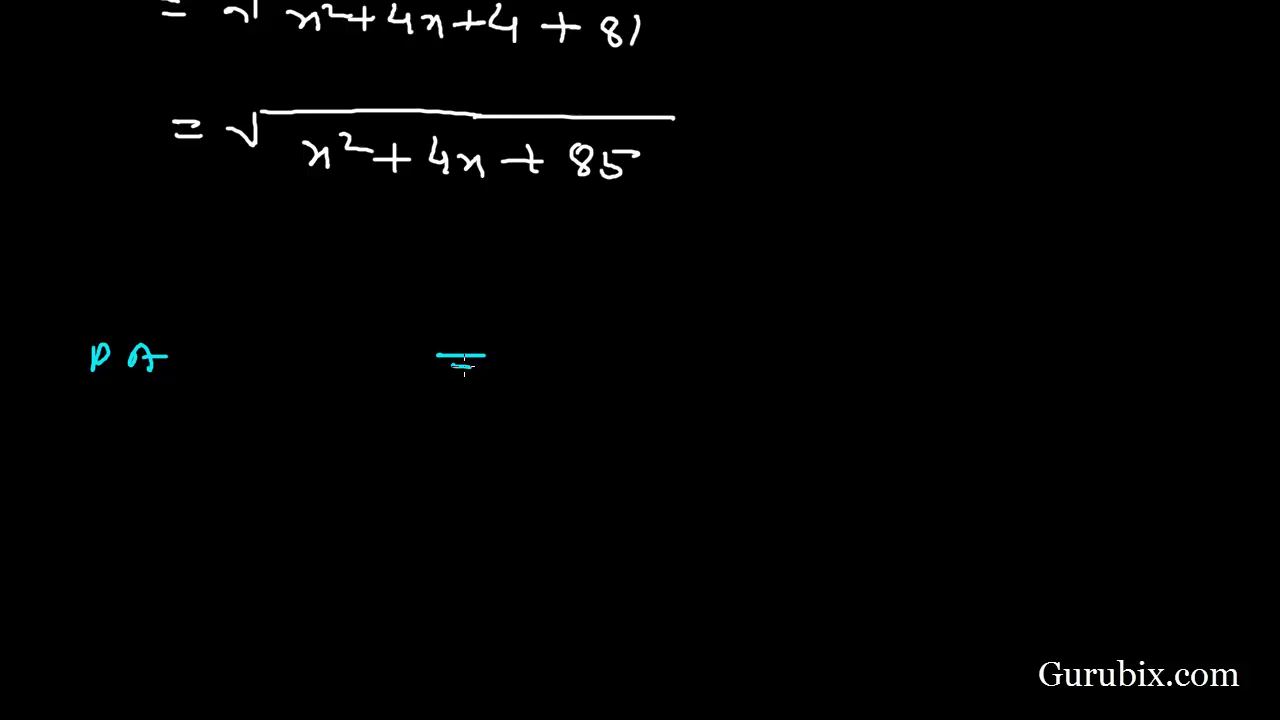 = √x²+4x+4 + 81
= √x²+4x+85
PA =
Gurubix.com